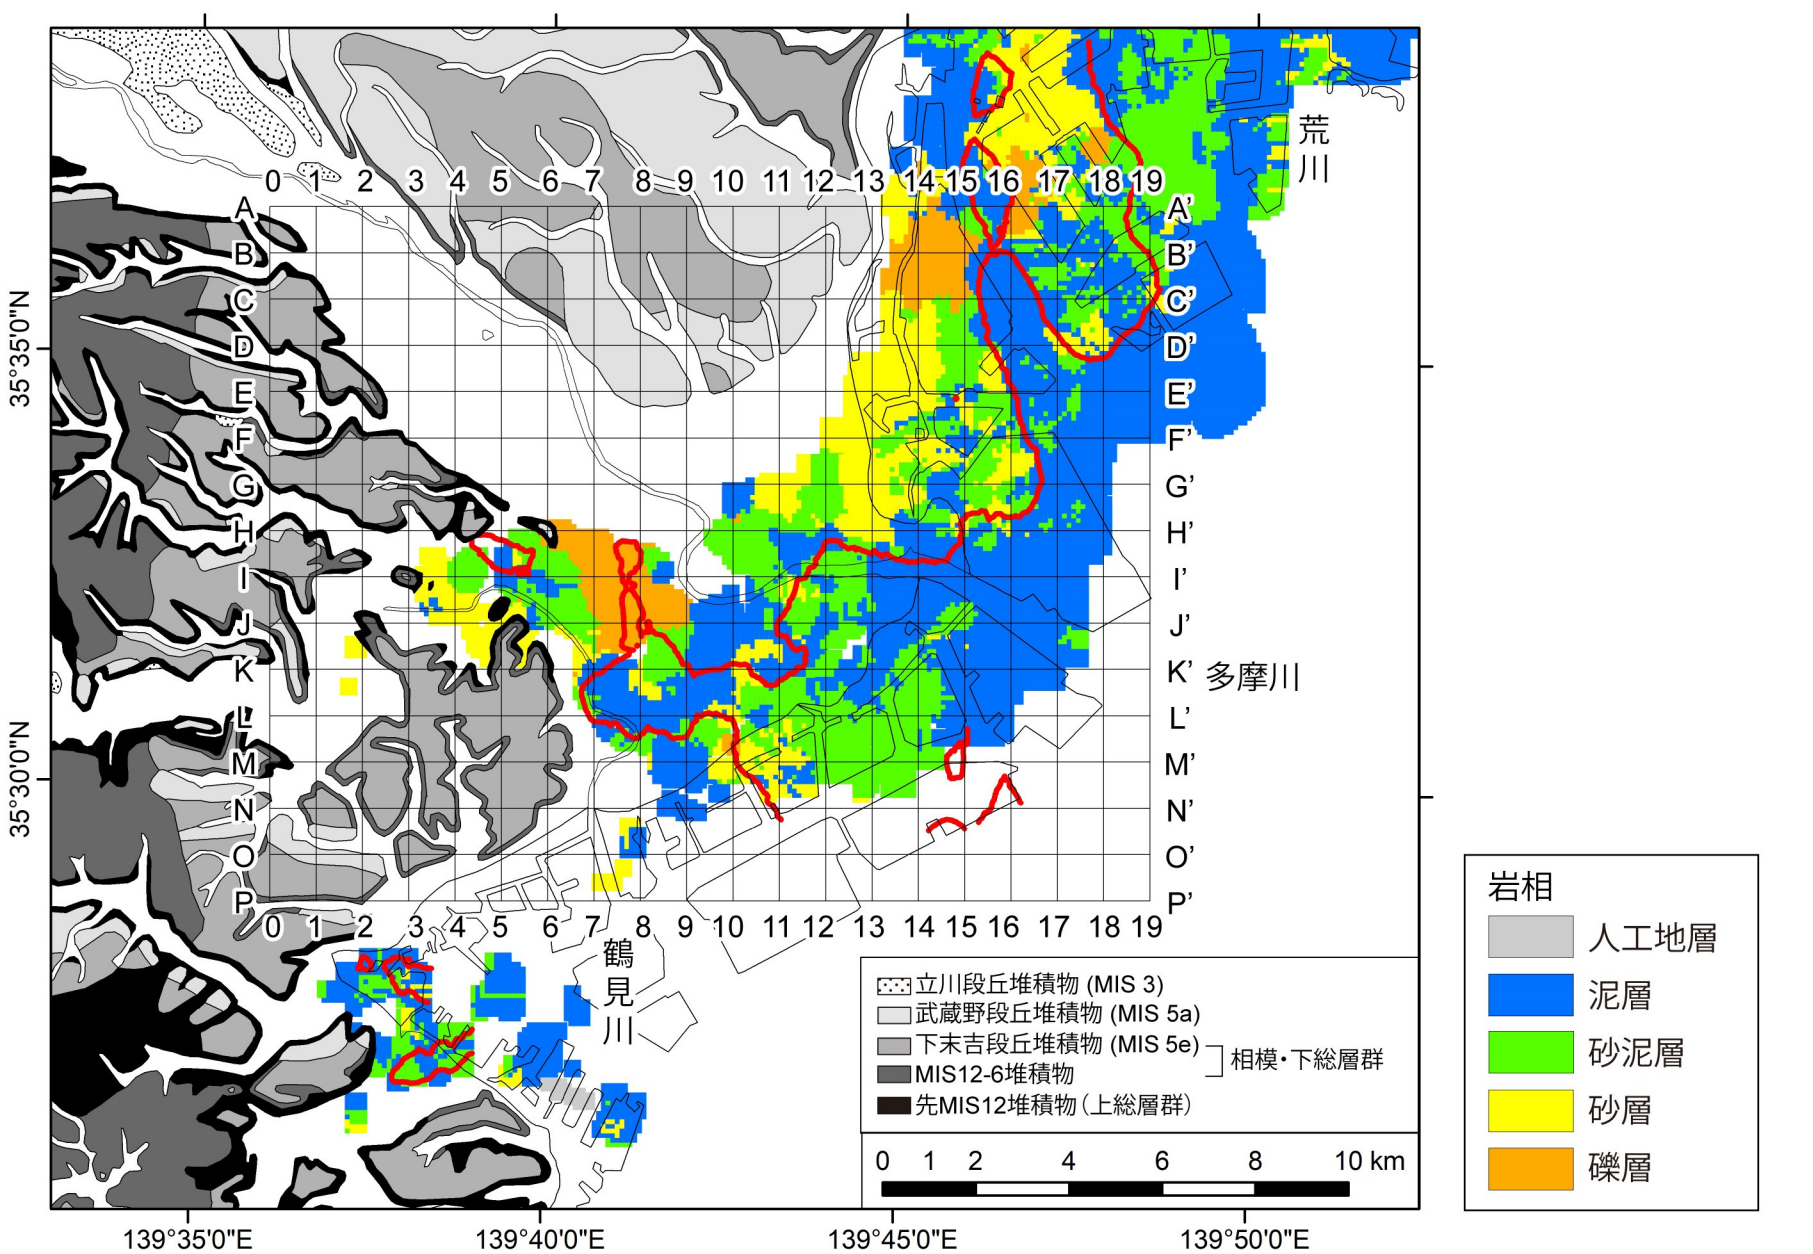 荒川
0 1 2 3 4 5 6 7 8 9 10 11 12 13 14 15 16 17 18 19
A A'
B B'
C C'
D D'
E E'
F F'
G G'
H H'
I I'
J J'
K K' 多摩川
L L'
M M'
N N'
O O'
P P'
0 1 2 3 4 5 6 7 8 9 10 11 12 13 14 15 16 17 18 19
35°35'0"N
35°30'0"N
鶴見川
立川段丘堆積物 (MIS 3)
武蔵野段丘堆積物 (MIS 5a)
下末吉段丘堆積物 (MIS 5e)
MIS12-6堆積物
相模・下総層群
先MIS12堆積物（上総層群）
0 1 2 4 6 8 10 km
岩相
人工地層
泥層
砂泥層
砂層
礫層
139°35'0"E 139°40'0"E 139°45'0"E 139°50'0"E